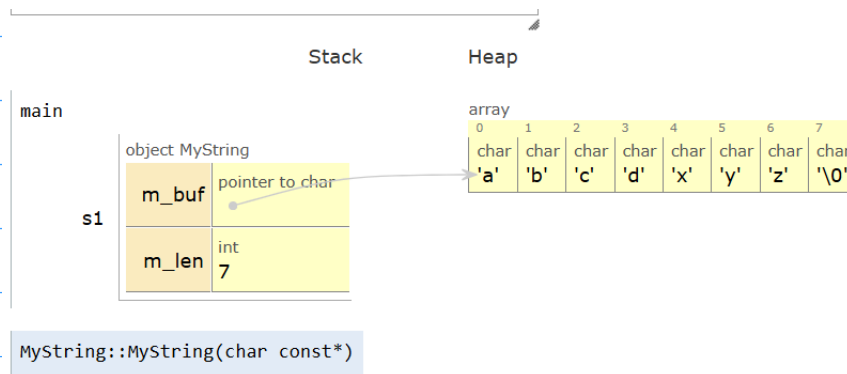 Stack Heap
main
array
0 1 2 3 4 5 6 7
object MyString
char char char char char char char char
'a' 'b' 'c' 'd' 'x' 'y' 'z' '\0'
m_buf pointer to char
s1
m_len int
7
MyString::MyString(char const*)